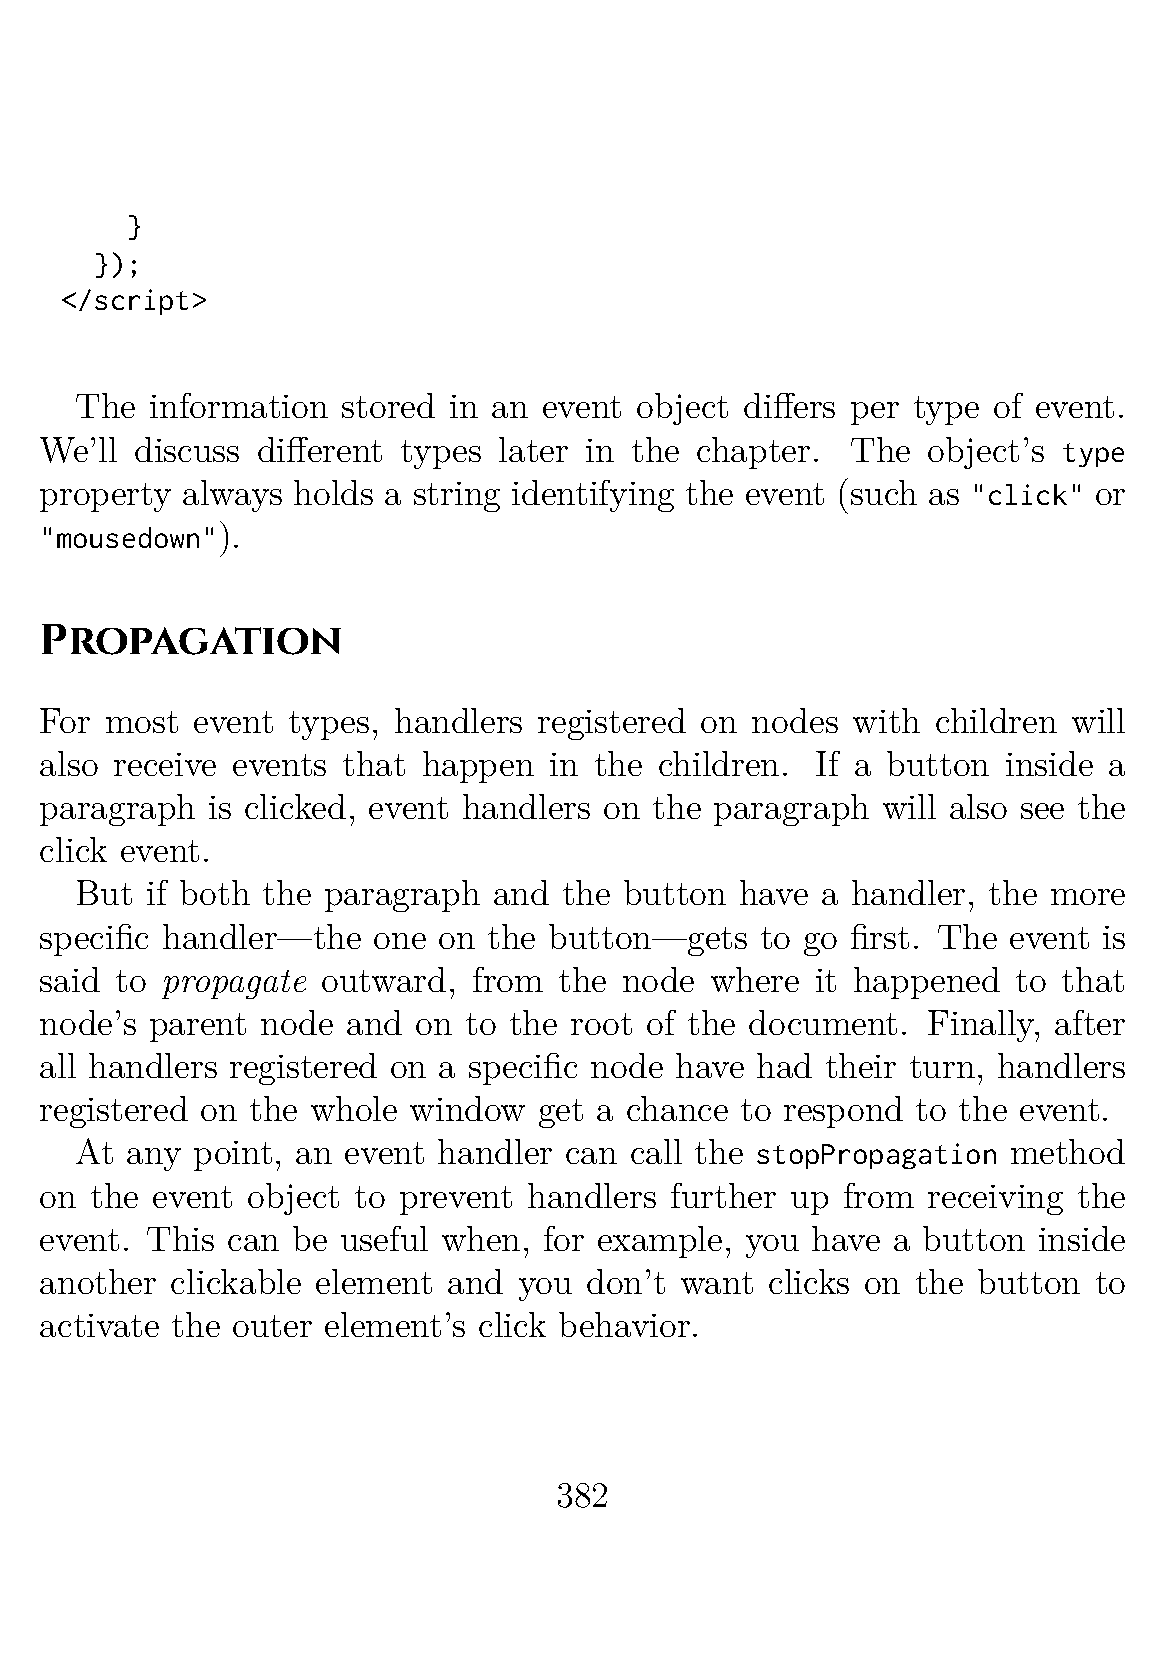 }
  });
</script>
The information stored in an event object differs per type of event.
We'll discuss different types later in the chapter. The object's type
property always holds a string identifying the event (such as "click" or
"mousedown").
Propagation
For most event types, handlers registered on nodes with children will
also receive events that happen in the children. If a button inside a
paragraph is clicked, event handlers on the paragraph will also see the
click event.
But if both the paragraph and the button have a handler, the more
specific handler—the one on the button—gets to go first. The event is
said to propagate outward, from the node where it happened to that
node's parent node and on to the root of the document. Finally, after
all handlers registered on a specific node have had their turn, handlers
registered on the whole window get a chance to respond to the event.
At any point, an event handler can call the stopPropagation method
on the event object to prevent handlers further up from receiving the
event. This can be useful when, for example, you have a button inside
another clickable element and you don't want clicks on the button to
activate the outer element's click behavior.
382